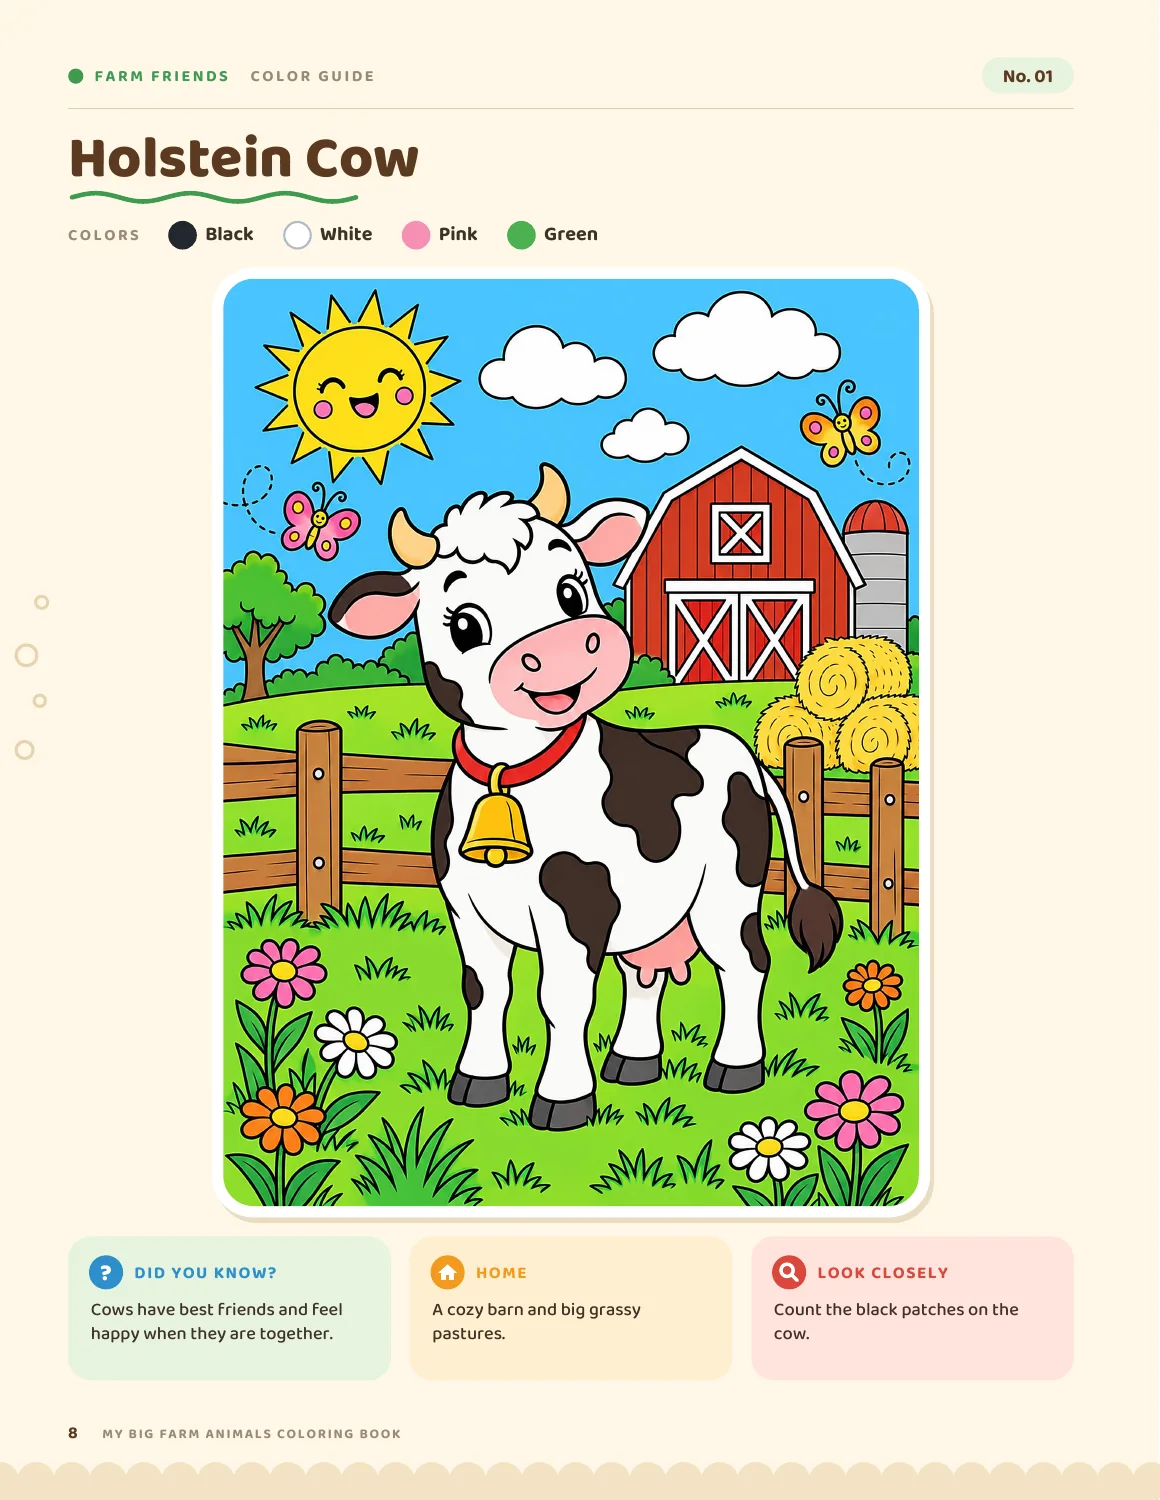 FARM FRIENDS COLOR GUIDE No. 01
Holstein Cow
COLORS Black White Pink Green
? DID YOU KNOW?
Cows have best friends and feel
happy when they are together.
HOME
A cozy barn and big grassy
pastures.
LOOK CLOSELY
Count the black patches on the
cow.
8 MY BIG FARM ANIMALS COLORING BOOK